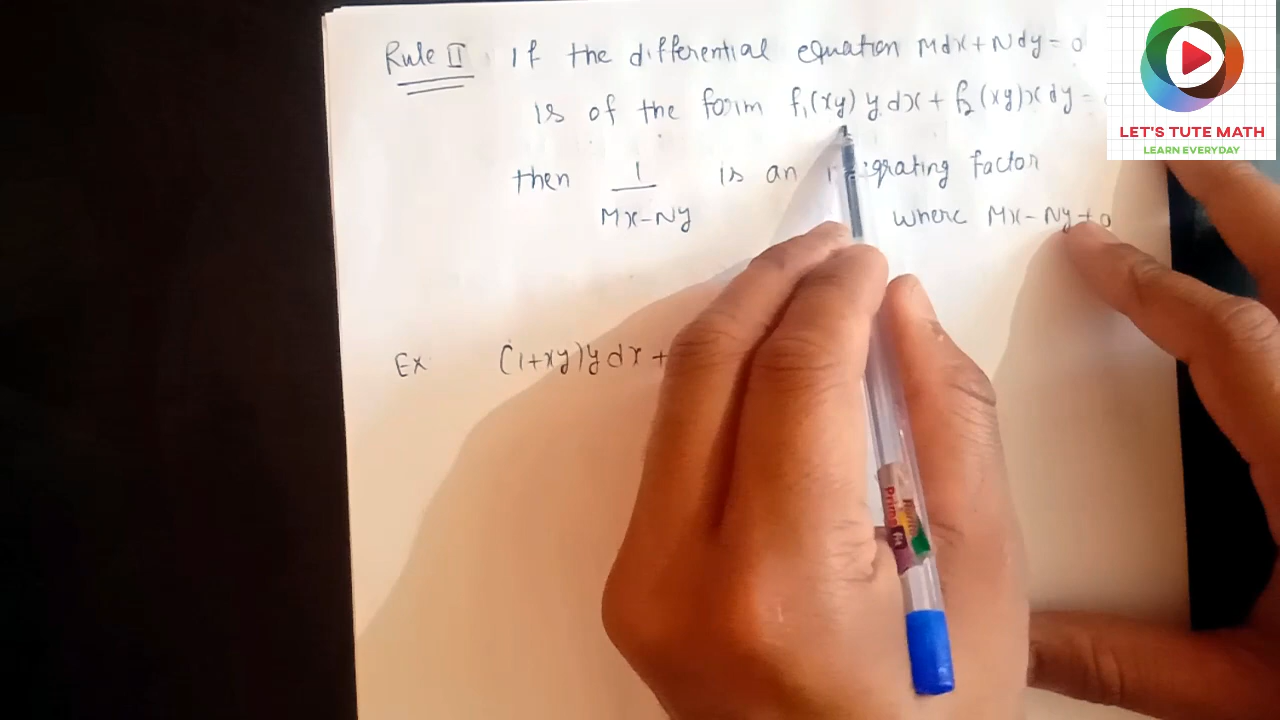 Rule II If the differential equation Mdx+Ndy=0
is of the form f₁(xy) y dx + f₂(xy)x dy =
then 1/(Mx-Ny) is an integrating factor
where Mx-Ny≠0
Ex (1+xy)y dx +
LET'S TUTE MATH
LEARN EVERYDAY
Prima